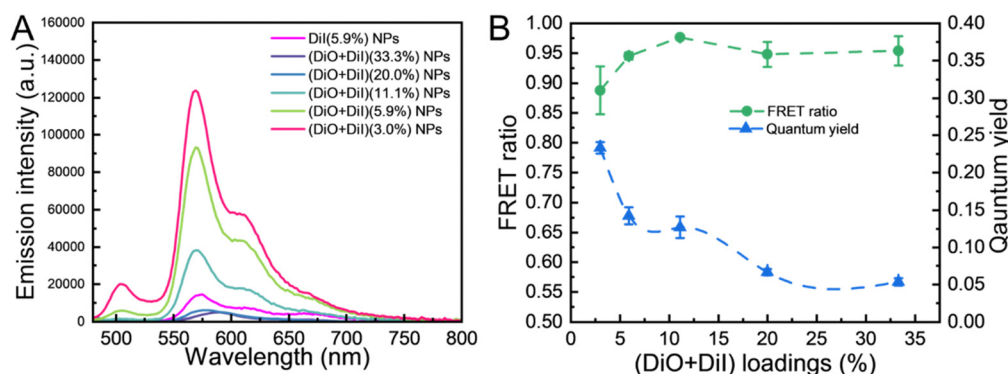 A
160000
140000
120000
100000
80000
60000
40000
20000
0
Emission intensity (a.u.)
DiI(5.9%) NPs
(DiO+DiI)(33.3%) NPs
(DiO+DiI)(20.0%) NPs
(DiO+DiI)(11.1%) NPs
(DiO+DiI)(5.9%) NPs
(DiO+DiI)(3.0%) NPs
500 550 600 650 700 750 800
Wavelength (nm)
B
1.00
0.95
0.90
0.85
0.80
0.75
0.70
0.65
0.60
0.55
0.50
FRET ratio
FRET ratio
Quantum yield
0.40
0.35
0.30
0.25
0.20
0.15
0.10
0.05
0.00
Qauntum yield
0 5 10 15 20 25 30 35
(DiO+DiI) loadings (%)